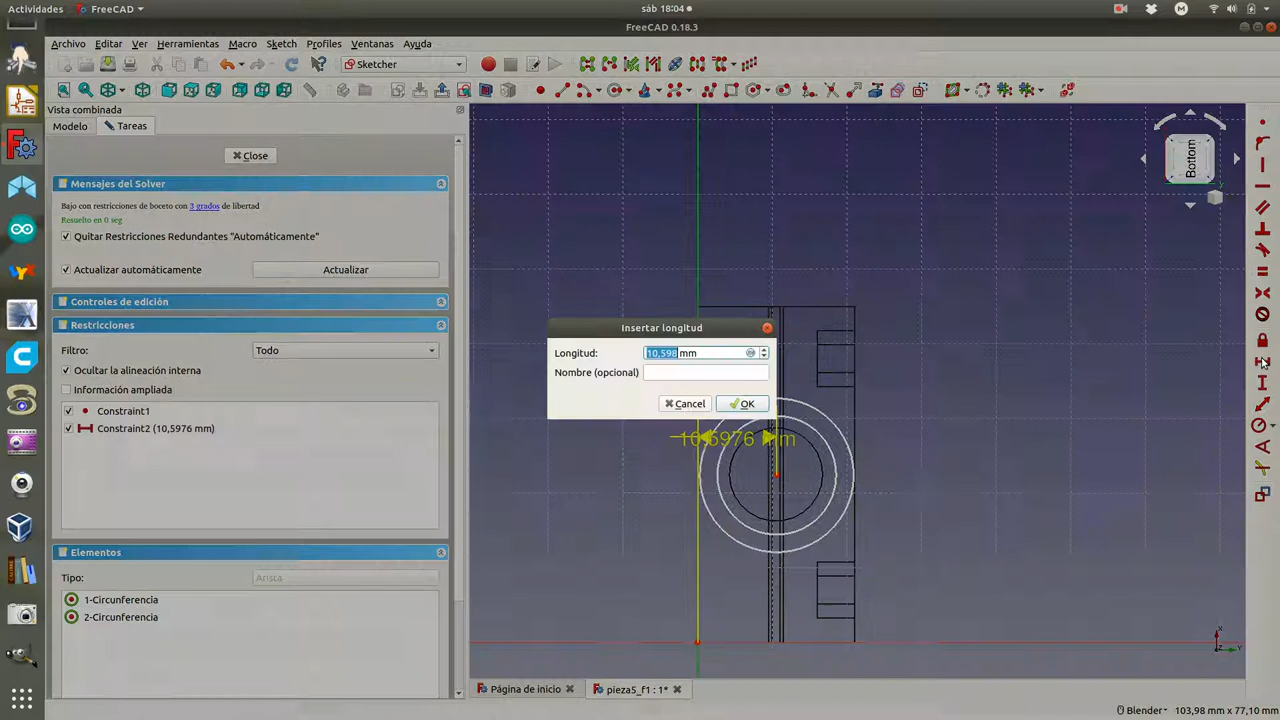 Actividades FreeCAD sáb 18:04
FreeCAD 0.18.3
Archivo Editar Ver Herramientas Macro Sketch Profiles Ventanas Ayuda
Sketcher
Vista combinada
Modelo Tareas
Close
Mensajes del Solver
Bajo con restricciones de boceto con 3 grados de libertad
Resuelto en 0 seg
Quitar Restricciones Redundantes "Automáticamente"
Actualizar automáticamente Actualizar
Controles de edición
Restricciones
Filtro: Todo
Ocultar la alineación interna
Información ampliada
Constraint1
Constraint2 (10,5976 mm)
Elementos
Tipo: Arista
1-Circunferencia
2-Circunferencia
Bottom
Insertar longitud
Longitud: 10,598 mm
Nombre (opcional)
Cancel OK
X
Z Y
Página de inicio pieza5_f1 : 1*
Blender 103,98 mm x 77,10 mm